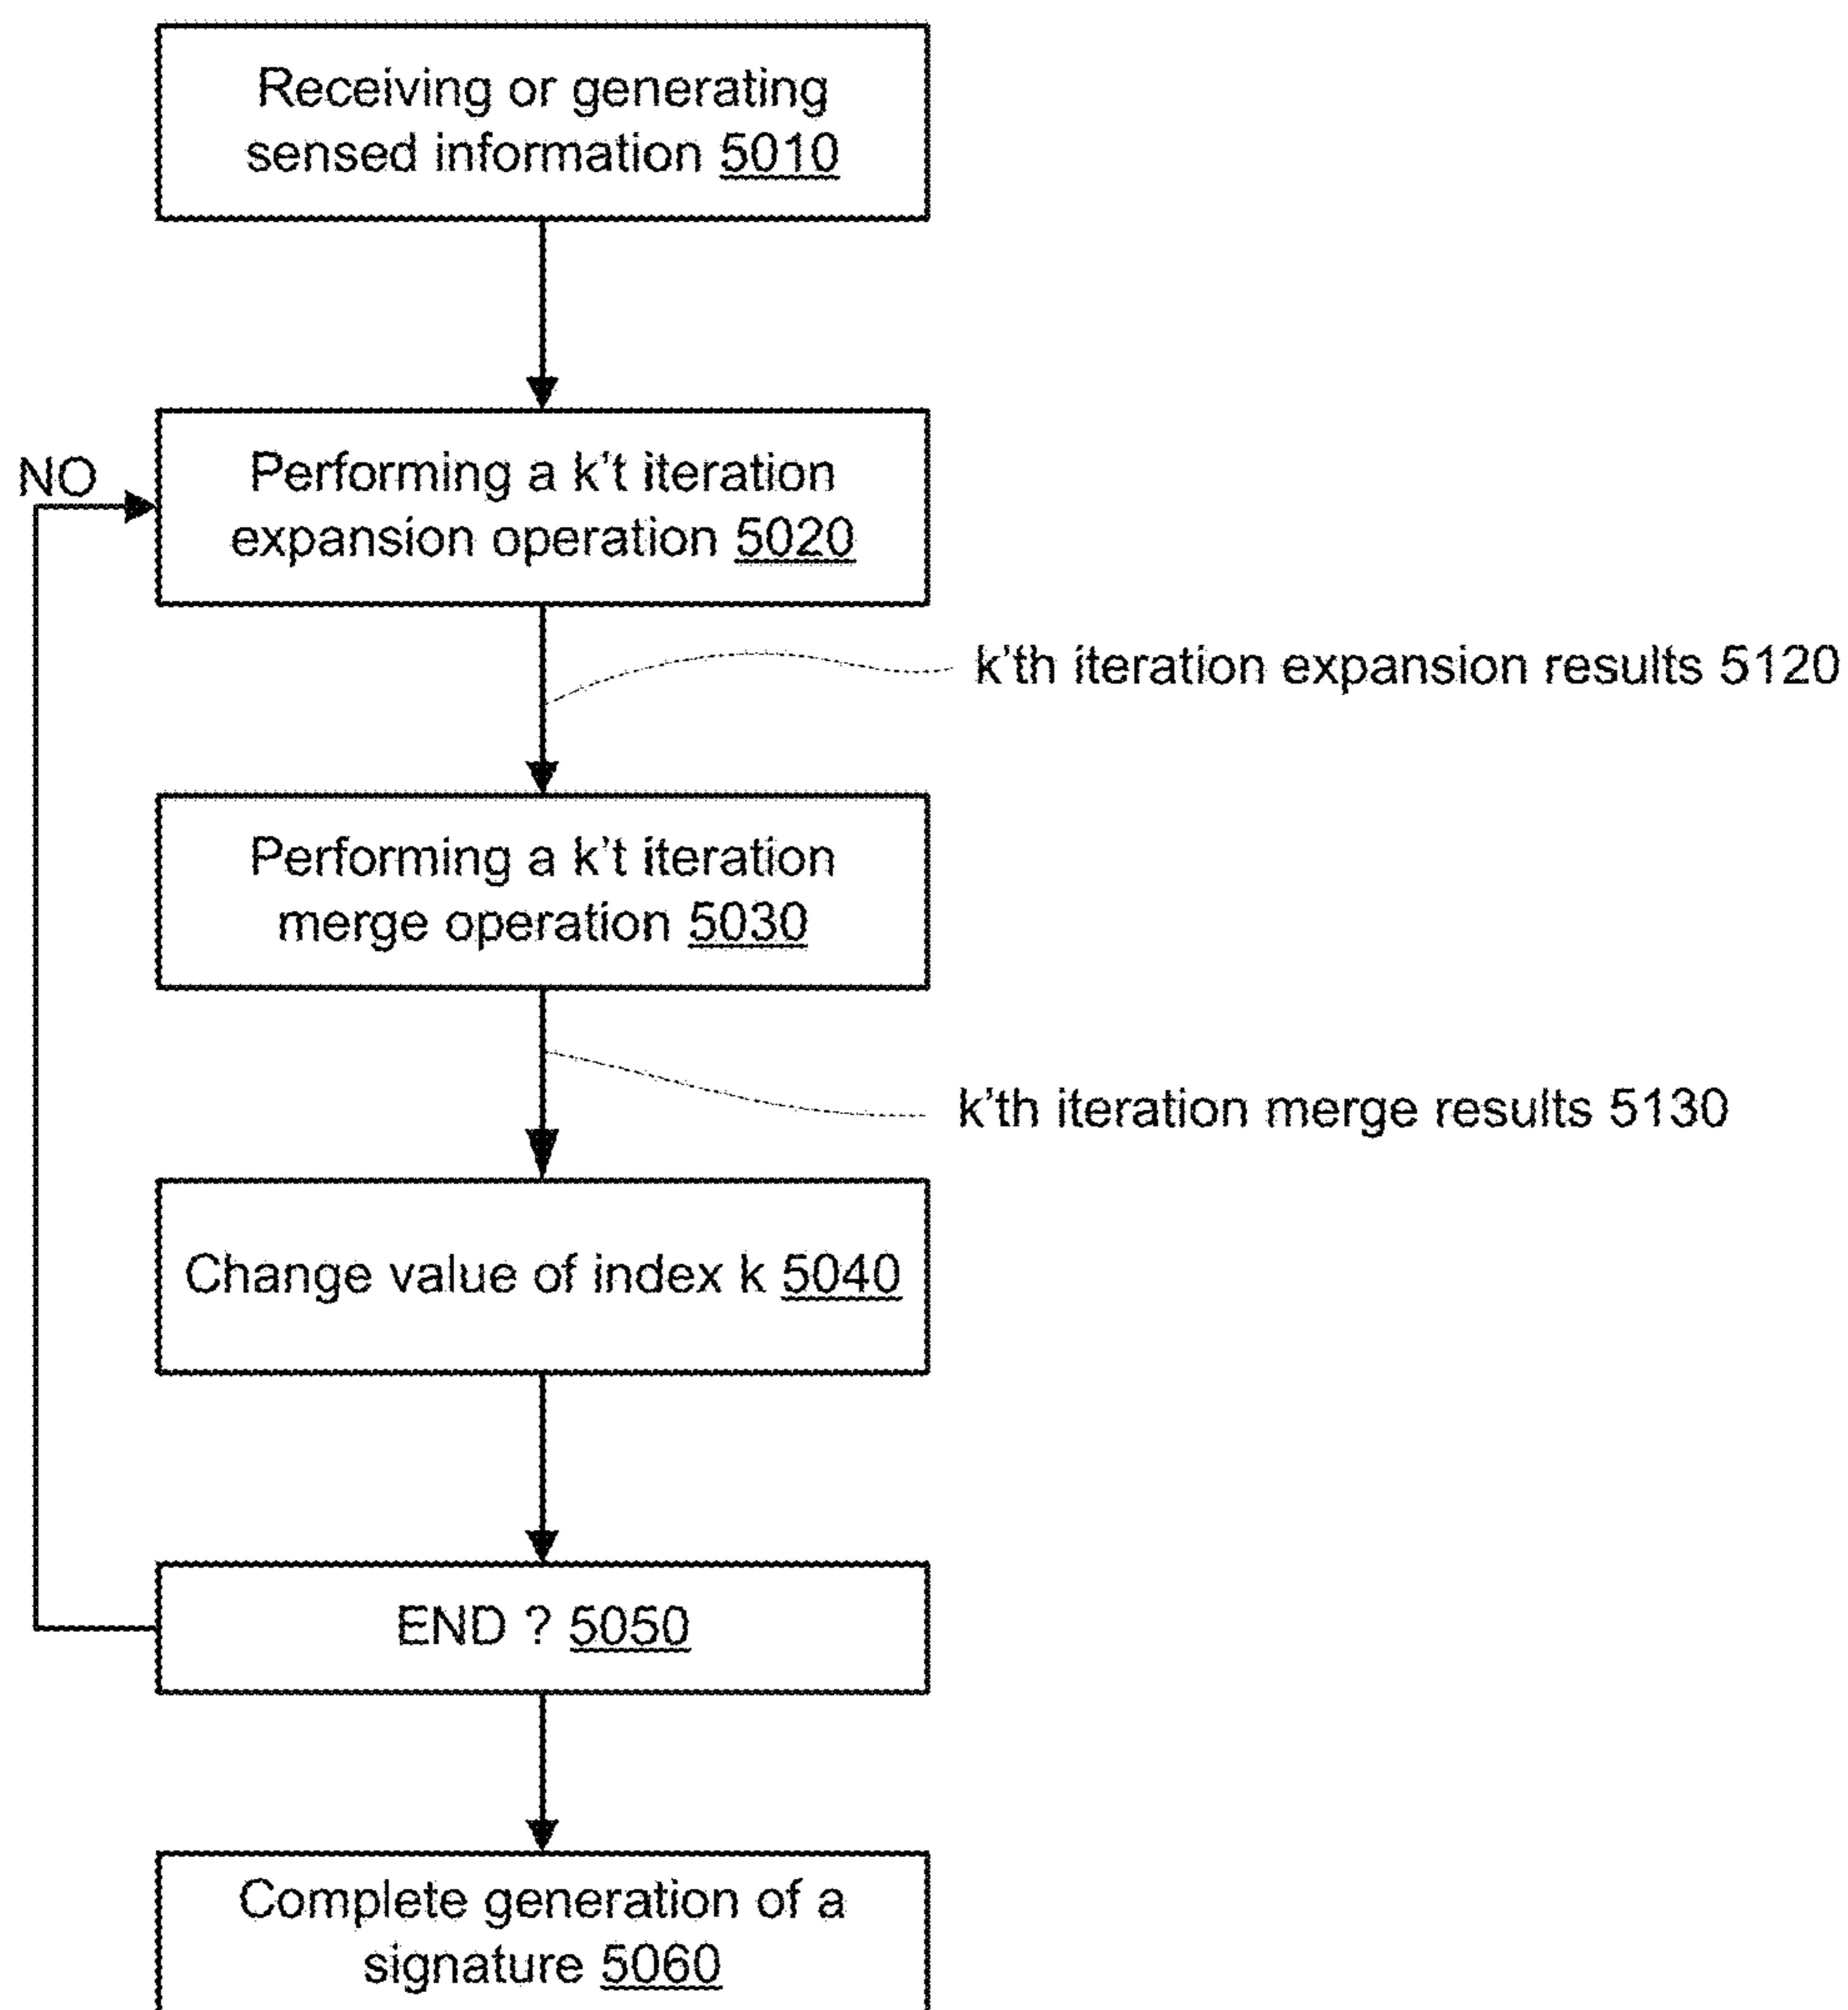 Receiving or generating
sensed information 5010
NO
Performing a k't iteration
expansion operation 5020
k'th iteration expansion results 5120
Performing a k't iteration
merge operation 5030
k'th iteration merge results 5130
Change value of index k 5040
END ? 5050
Complete generation of a
signature 5060